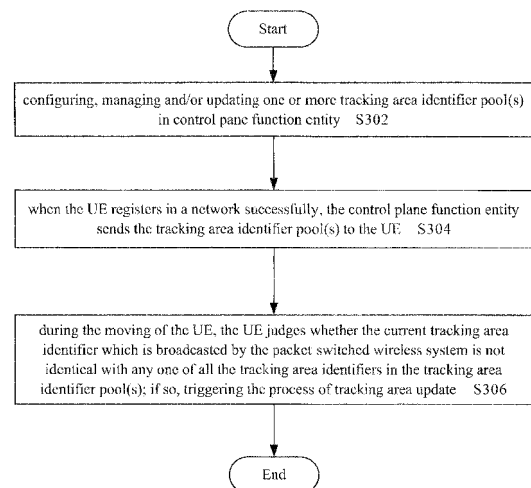 Start
configuring, managing and/or updating one or more tracking area identifier pool(s)
in control pane function entity S302
when the UE registers in a network successfully, the control plane function entity
sends the tracking area identifier pool(s) to the UE S304
during the moving of the UE, the UE judges whether the current tracking area
identifier which is broadcasted by the packet switched wireless system is not
identical with any one of all the tracking area identifiers in the tracking area
identifier pool(s); if so, triggering the process of tracking area update S306
End